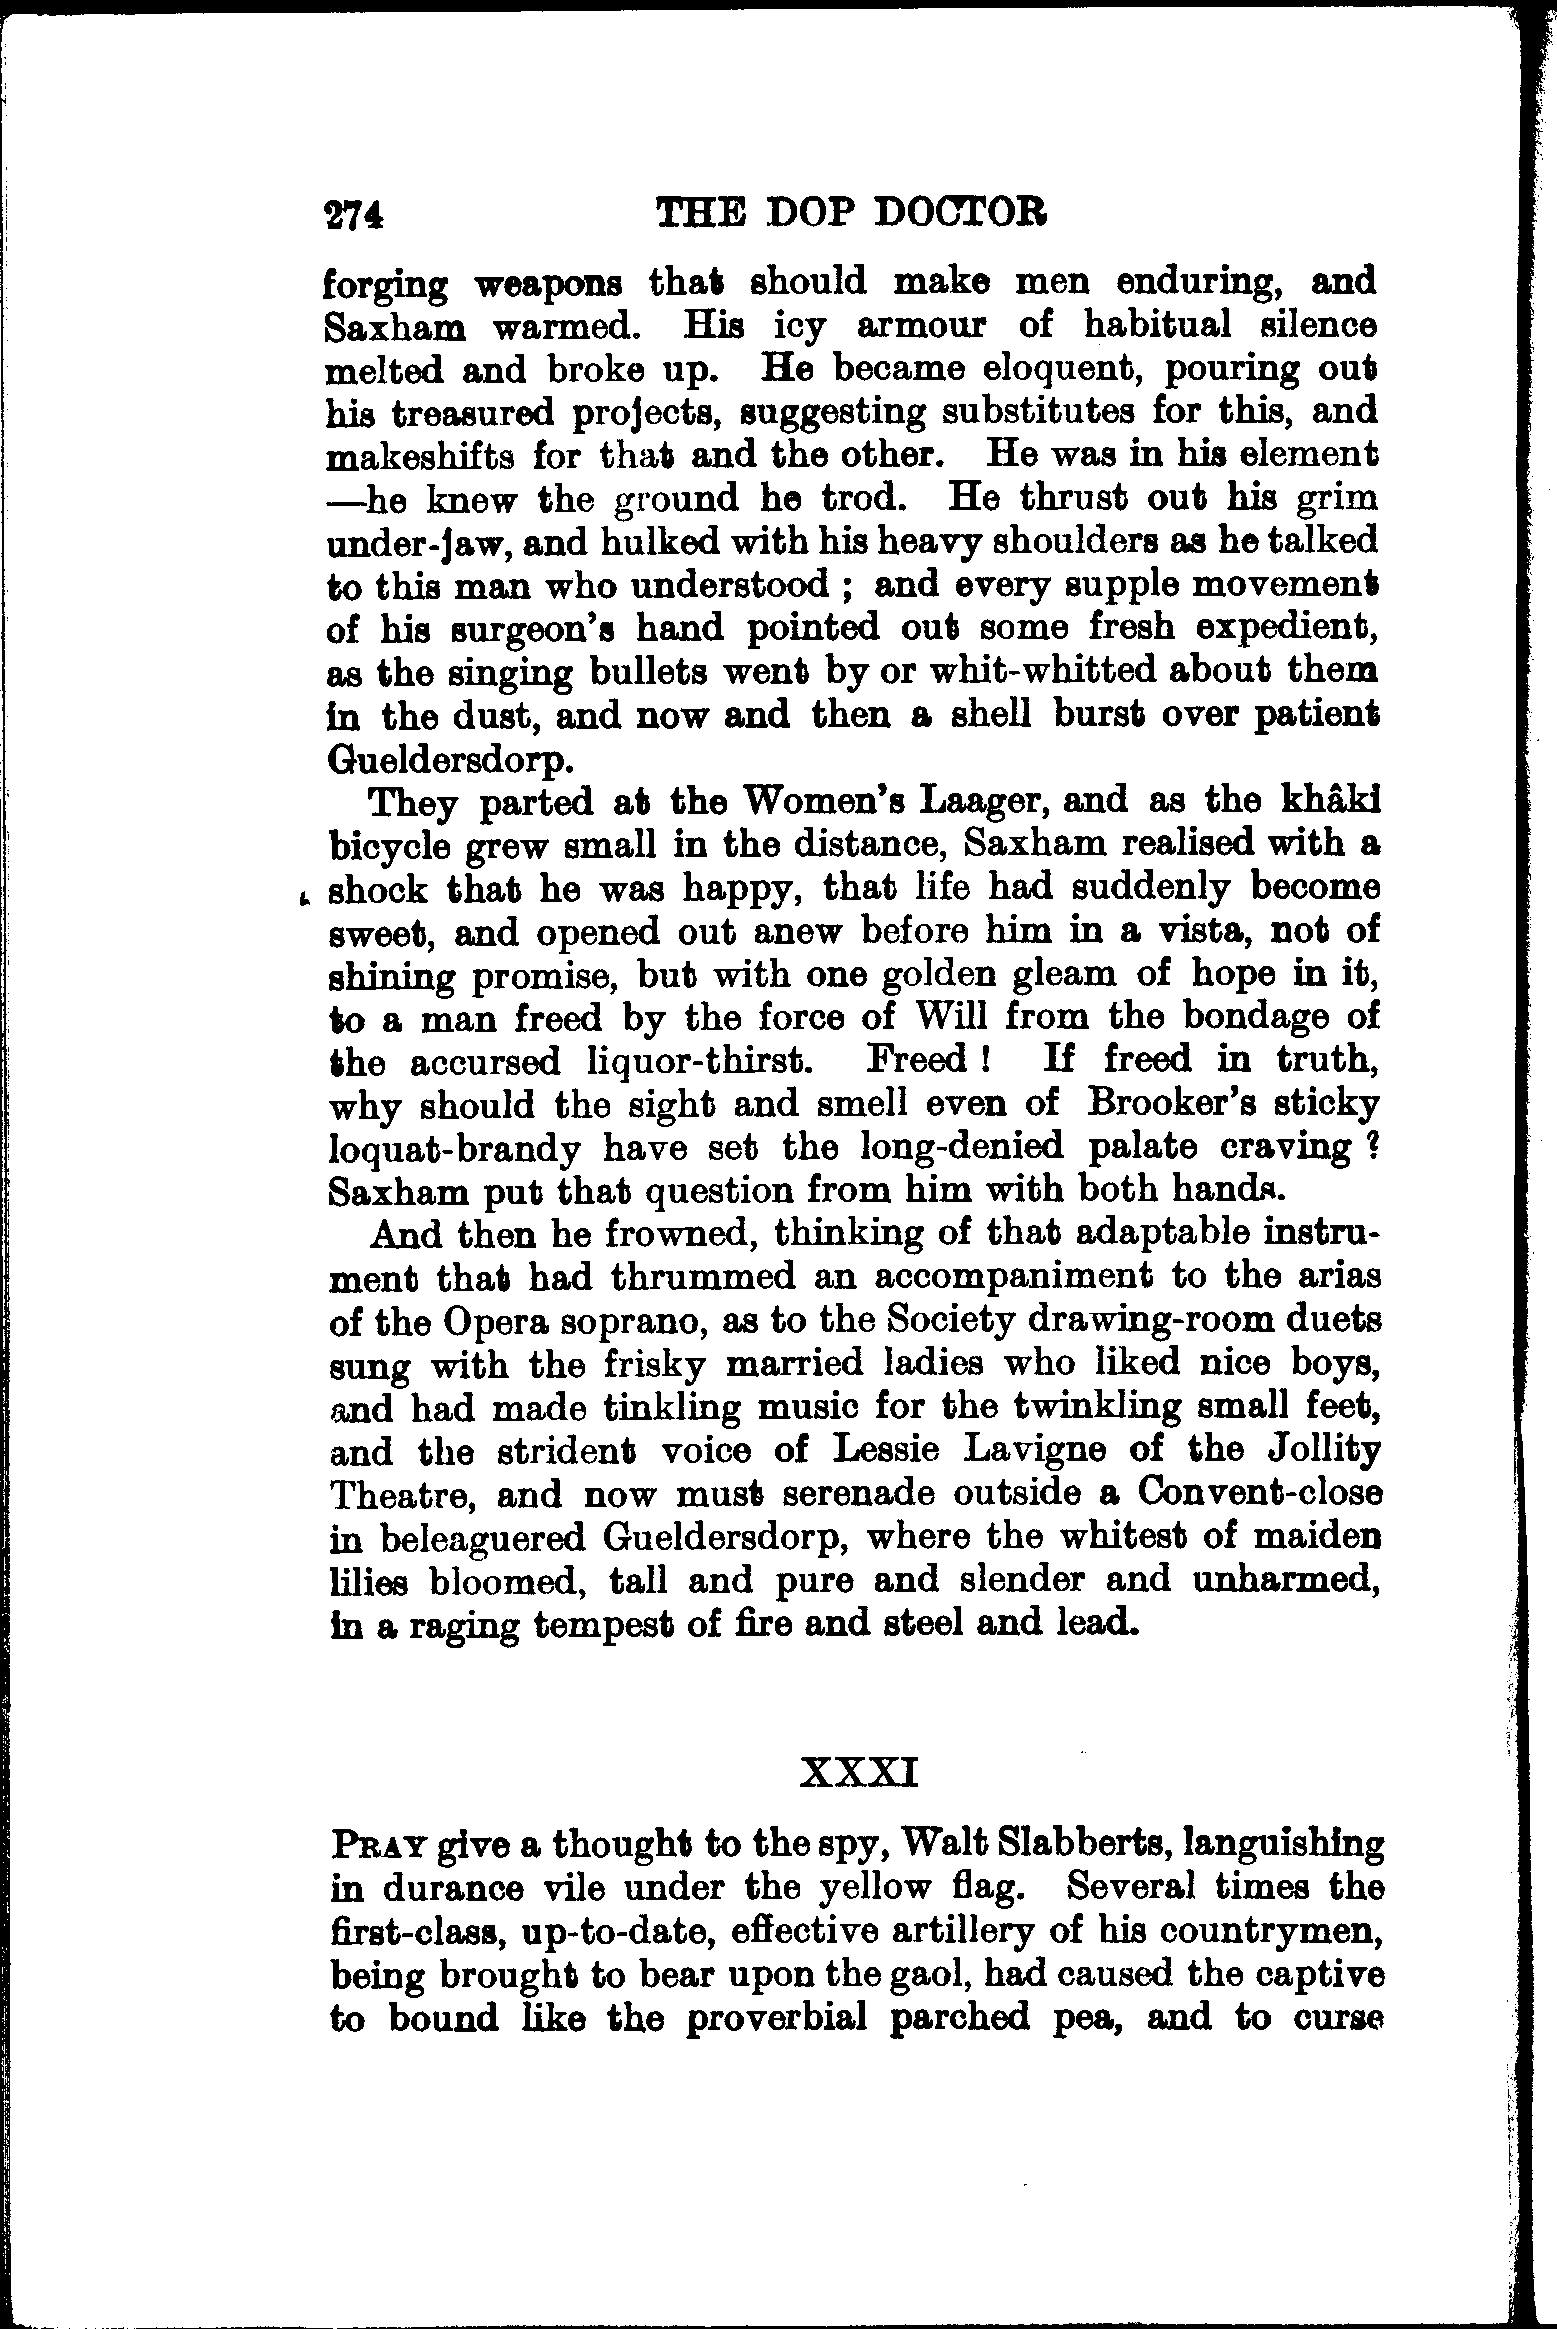 274 THE DOP DOCTOR
forging weapons that should make men enduring, and
Saxham warmed. His icy armour of habitual silence
melted and broke up. He became eloquent, pouring out
his treasured projects, suggesting substitutes for this, and
makeshifts for that and the other. He was in his element
—he knew the ground he trod. He thrust out his grim
under-jaw, and hulked with his heavy shoulders as he talked
to this man who understood ; and every supple movement
of his surgeon's hand pointed out some fresh expedient,
as the singing bullets went by or whit-whitted about them
in the dust, and now and then a shell burst over patient
Gueldersdorp.
They parted at the Women's Laager, and as the khâki
bicycle grew small in the distance, Saxham realised with a
shock that he was happy, that life had suddenly become
sweet, and opened out anew before him in a vista, not of
shining promise, but with one golden gleam of hope in it,
to a man freed by the force of Will from the bondage of
the accursed liquor-thirst. Freed ! If freed in truth,
why should the sight and smell even of Brooker's sticky
loquat-brandy have set the long-denied palate craving ?
Saxham put that question from him with both hands.
And then he frowned, thinking of that adaptable instru-
ment that had thrummed an accompaniment to the arias
of the Opera soprano, as to the Society drawing-room duets
sung with the frisky married ladies who liked nice boys,
and had made tinkling music for the twinkling small feet,
and the strident voice of Lessie Lavigne of the Jollity
Theatre, and now must serenade outside a Convent-close
in beleaguered Gueldersdorp, where the whitest of maiden
lilies bloomed, tall and pure and slender and unharmed,
in a raging tempest of fire and steel and lead.
XXXI
PRAY give a thought to the spy, Walt Slabberts, languishing
in durance vile under the yellow flag. Several times the
first-class, up-to-date, effective artillery of his countrymen,
being brought to bear upon the gaol, had caused the captive
to bound like the proverbial parched pea, and to curse